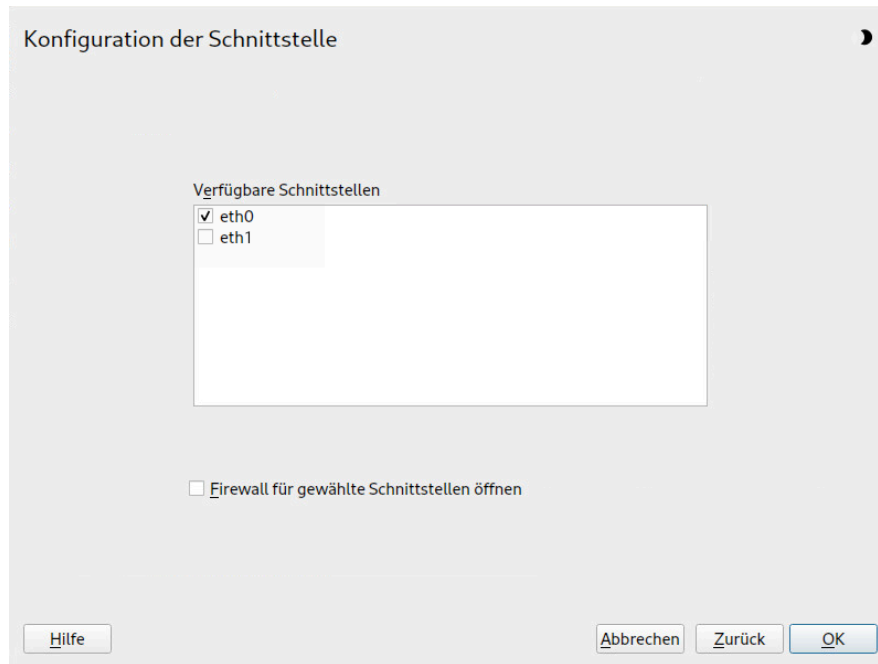 Konfiguration der Schnittstelle
Verfügbare Schnittstellen
eth0
eth1
Firewall für gewählte Schnittstellen öffnen
Hilfe
Abbrechen
Zurück
OK